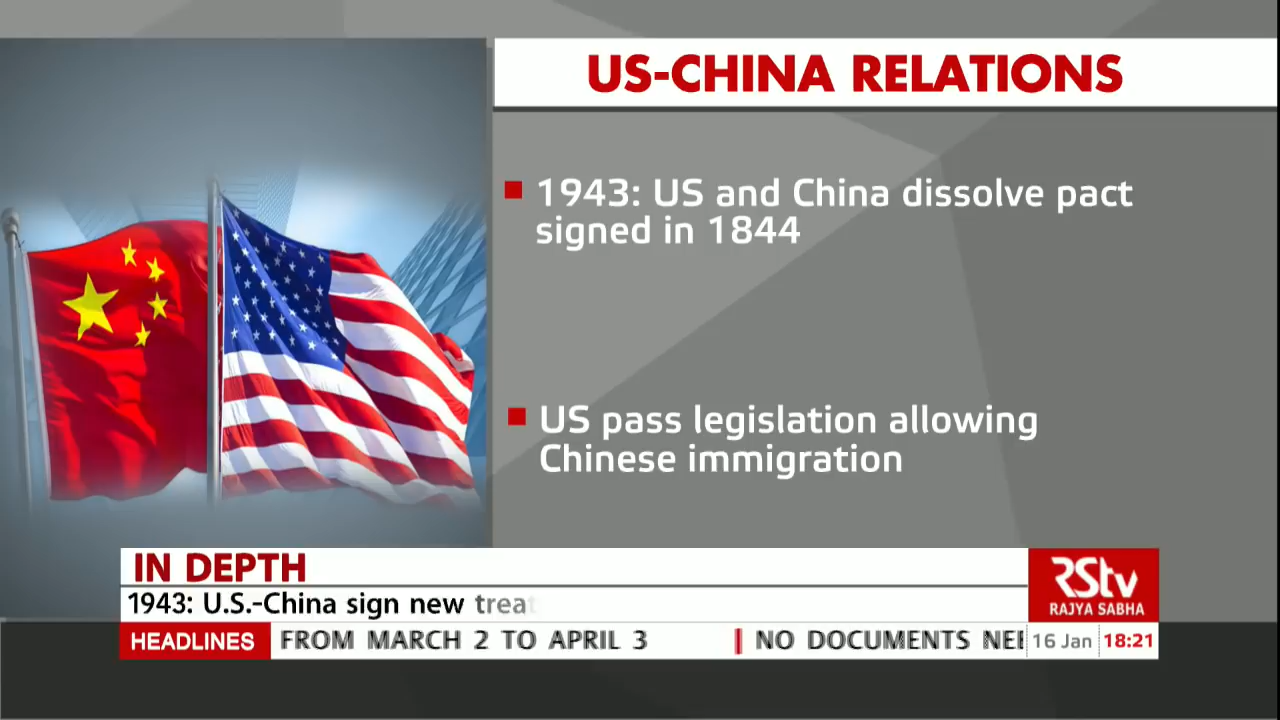 US-CHINA RELATIONS
1943: US and China dissolve pact
signed in 1844
US pass legislation allowing
Chinese immigration
IN DEPTH
1943: U.S.-China sign new
RSTV
RAJYA SABHA
HEADLINES FROM MARCH 2 TO APRIL 3 NO DOCUMENTS 16 Jan 18:21